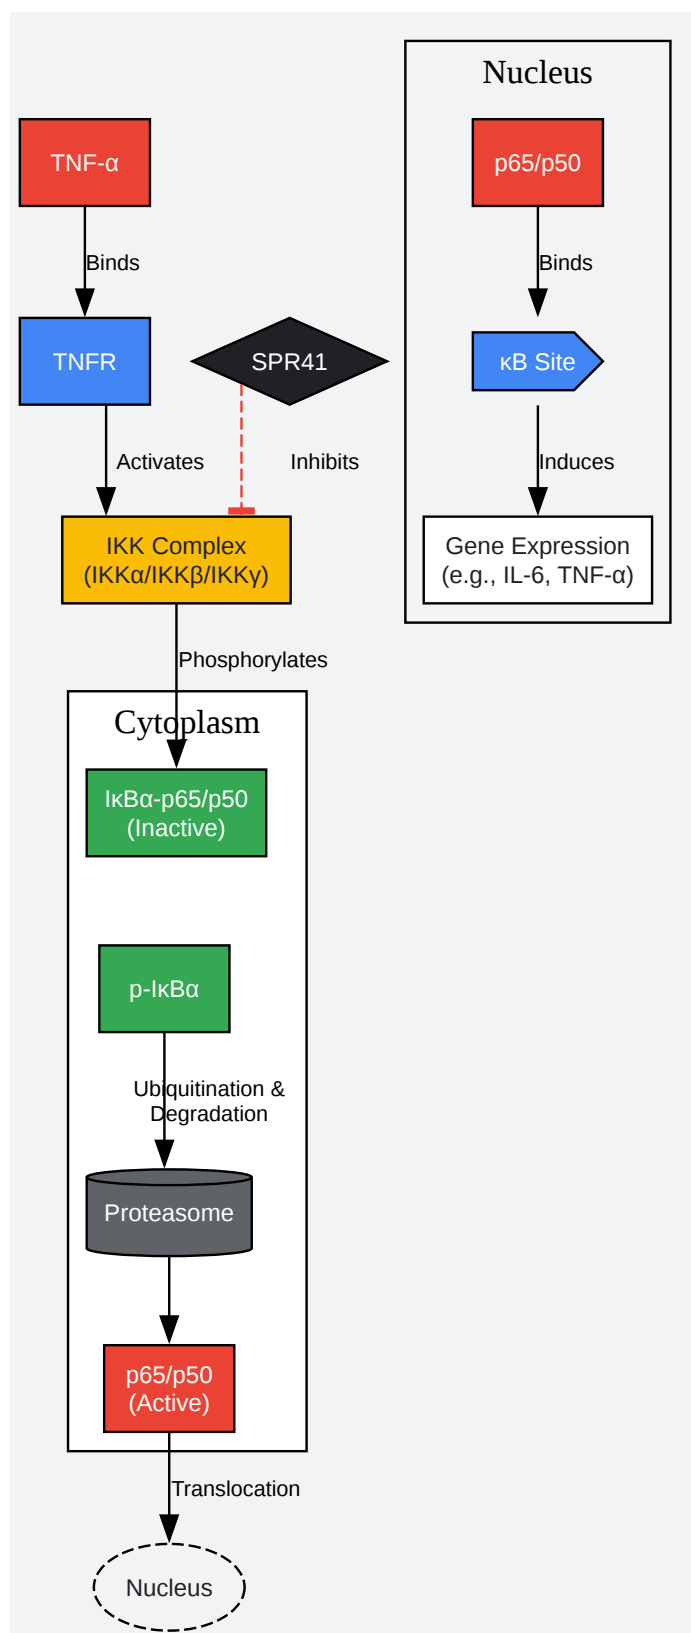 Nucleus
TNF-α
p65/p50
Binds
Binds
TNFR
SPR41
κB Site
Activates
Inhibits
Induces
IKK Complex
(IKKα/IKKβ/IKKγ)
Gene Expression
(e.g., IL-6, TNF-α)
Phosphorylates
Cytoplasm
IκBα-p65/p50
(Inactive)
p-IκBα
Ubiquitination &
Degradation
Proteasome
p65/p50
(Active)
Translocation
Nucleus